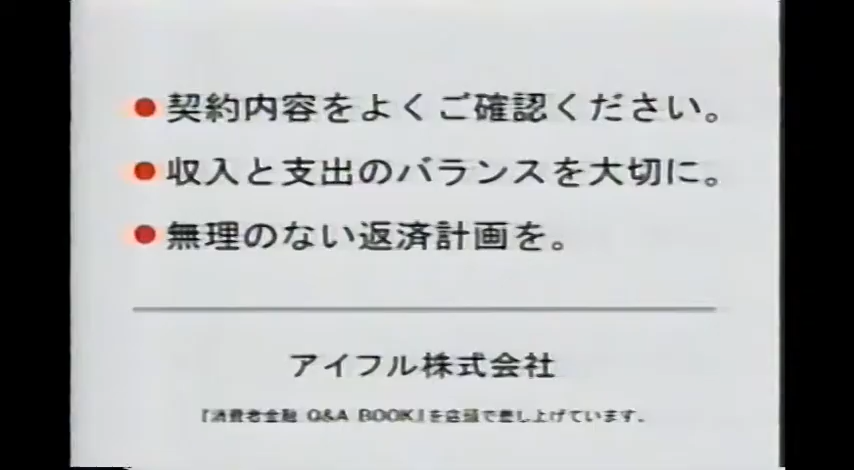 ●契約内容をよくご確認ください。
●収入と支出のバランスを大切に。
●無理のない返済計画を。
アイフル株式会社
『消費者金融 Q&A BOOK』を店頭で差し上げています。